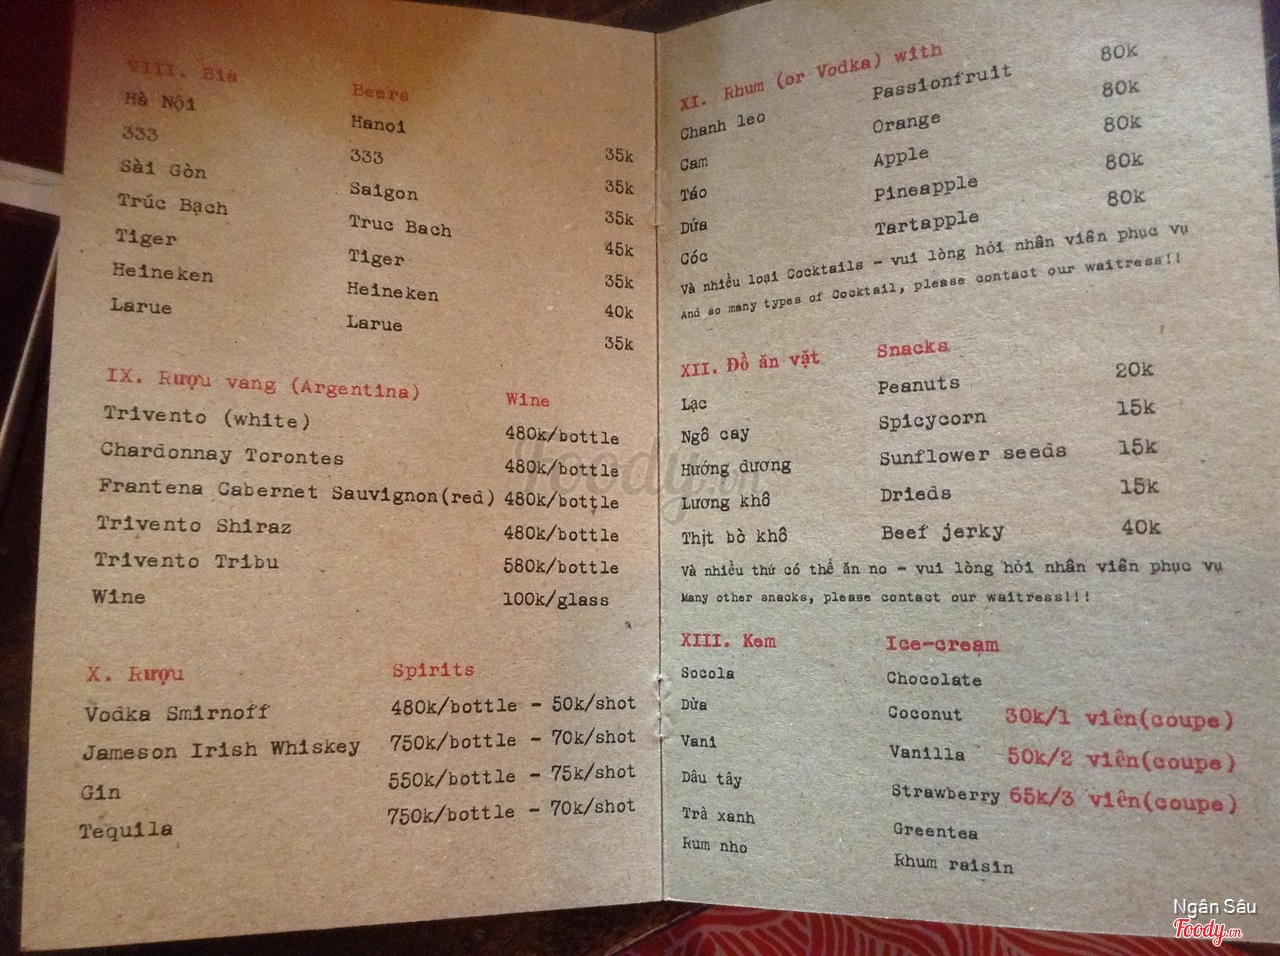 VIII. Bia Beers
Hà Nội Hanoi 35k
333 333 35k
Sài Gòn Saigon 35k
Trúc Bạch Truc Bach 45k
Tiger Tiger 35k
Heineken Heineken 40k
Larue Larue 35k
IX. Rượu vang (Argentina) Wine
Trivento (white) 480k/bottle
Chardonnay Torontes 480k/bottle
Frantena Cabernet Sauvignon(red) 480k/bottle
Trivento Shiraz 480k/bottle
Trivento Tribu 580k/bottle
Wine 100k/glass
X. Rượu Spirits
Vodka Smirnoff 480k/bottle - 50k/shot
Jameson Irish Whiskey 750k/bottle - 70k/shot
Gin 550k/bottle - 75k/shot
Tequila 750k/bottle - 70k/shot
XI. Rhum (or Vodka) with
Chanh leo Passionfruit 80k
Cam Orange 80k
Táo Apple 80k
Dứa Pineapple 80k
Cóc Tartapple 80k
Và nhiều loại Cocktails - vui lòng hỏi nhân viên phục vụ
And so many types of Cocktail, please contact our waitress!!
XII. Đồ ăn vặt Snacks
Lạc Peanuts 20k
Ngô cay Spicycorn 15k
Hướng dương Sunflower seeds 15k
Lương khô Drieds 15k
Thịt bò khô Beef jerky 40k
Và nhiều thứ có thể ăn no - vui lòng hỏi nhân viên phục vụ
Many other snacks, please contact our waitress!!!
XIII. Kem Ice-cream
Socola Chocolate
Dừa Coconut 30k/1 viên(coupe)
Vani Vanilla 50k/2 viên(coupe)
Dâu tây Strawberry 65k/3 viên(coupe)
Trà xanh Greentea
Rum nho Rhum raisin
Foody.vn
Ngân Sâu
Foody.vn